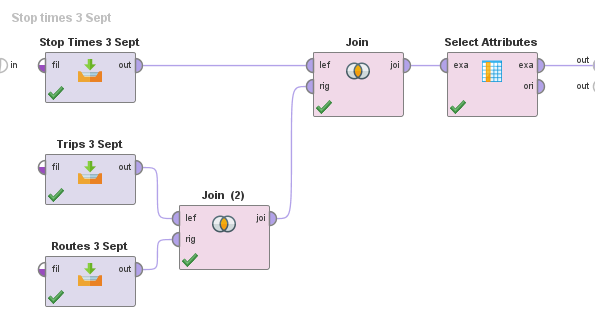 Stop times 3 Sept
Stop Times 3 Sept
Join
Select Attributes
in
fil
out
lef
joi
exa
exa
out
rig
ori
out
Trips 3 Sept
fil
out
Join (2)
lef
joi
rig
Routes 3 Sept
fil
out